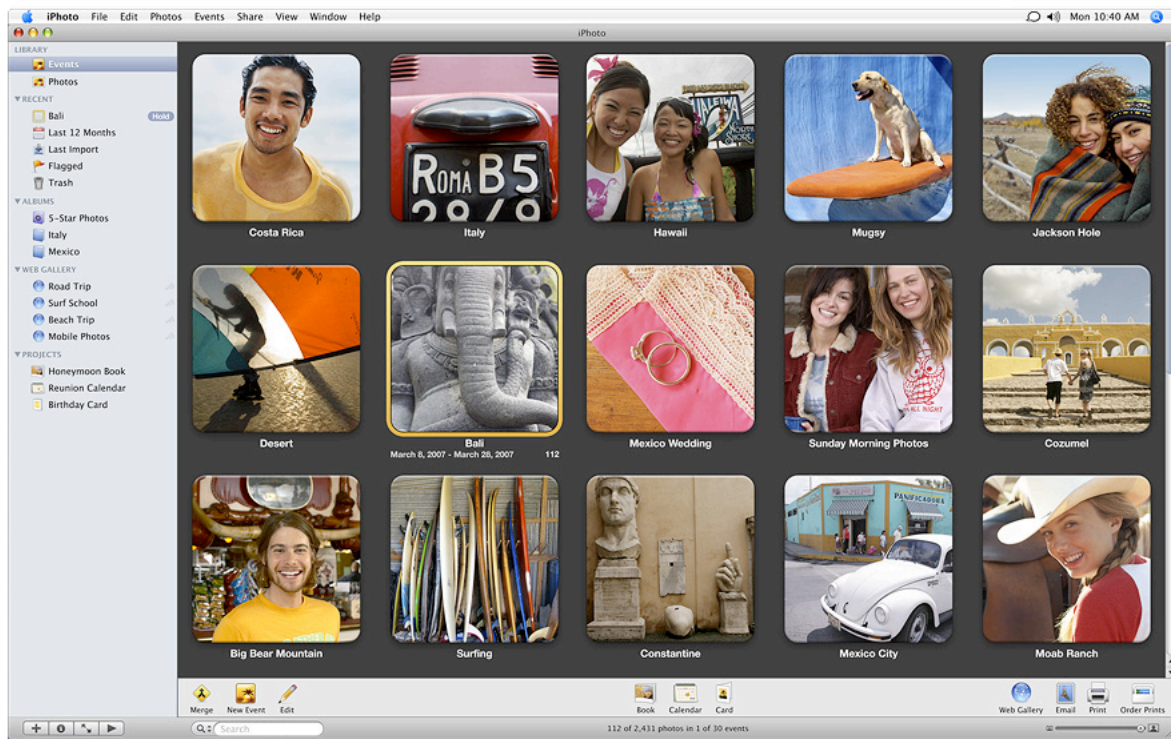 iPhoto File Edit Photos Events Share View Window Help Mon 10:40 AM
iPhoto
LIBRARY
Events
Photos
RECENT
Bali Hold
Last 12 Months
Last Import
Flagged
Trash
ALBUMS
5-Star Photos
Italy
Mexico
WEB GALLERY
Road Trip
Surf School
Beach Trip
Mobile Photos
PROJECTS
Honeymoon Book
Reunion Calendar
Birthday Card
ROMA B5
HALEIWA
NORTH
SHORE
Costa Rica Italy Hawaii Mugsy Jackson Hole
ALL NIGHT
Desert Bali Mexico Wedding Sunday Morning Photos Cozumel
March 8, 2007 - March 28, 2007 112
PANIFICADORA
Big Bear Mountain Surfing Constantine Mexico City Moab Ranch
Merge New Event Edit Book Calendar Card Web Gallery Email Print Order Prints
Search 112 of 2,431 photos in 1 of 30 events